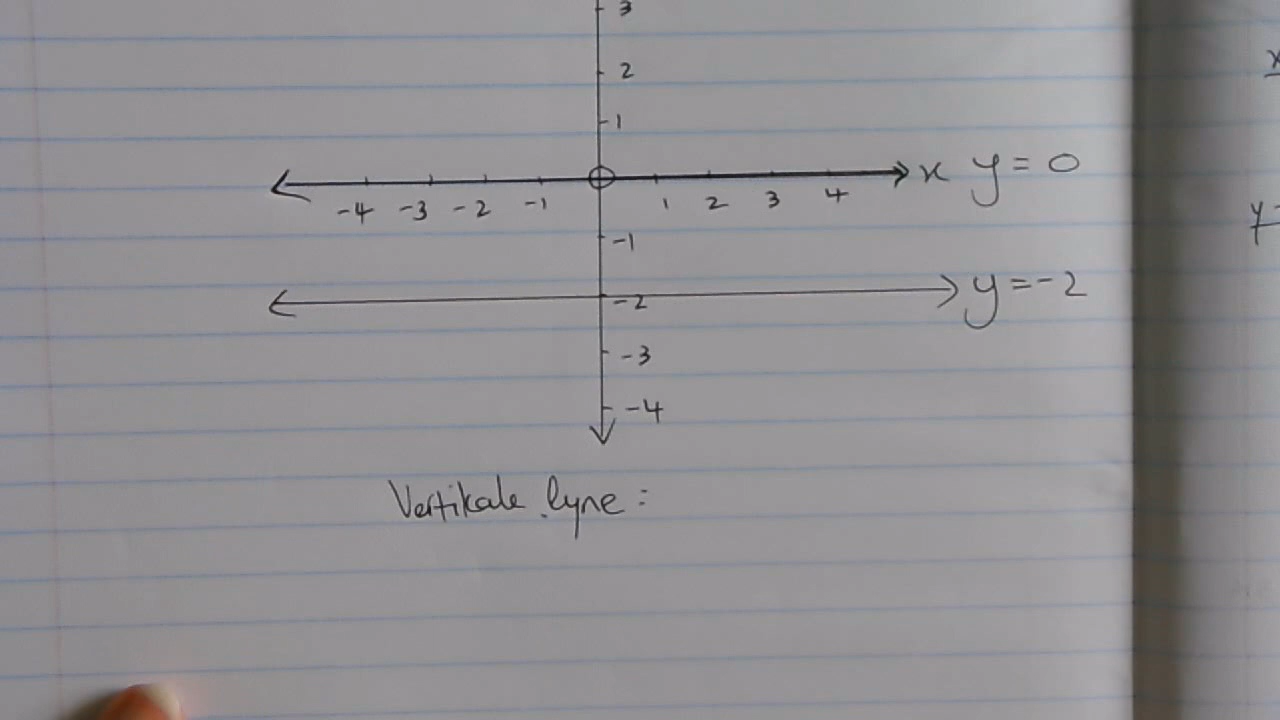 3
2
1
x y = 0
-4 -3 -2 -1 1 2 3 4
-1
y = -2
-2
-3
-4
Vertikale lyne :
x
y